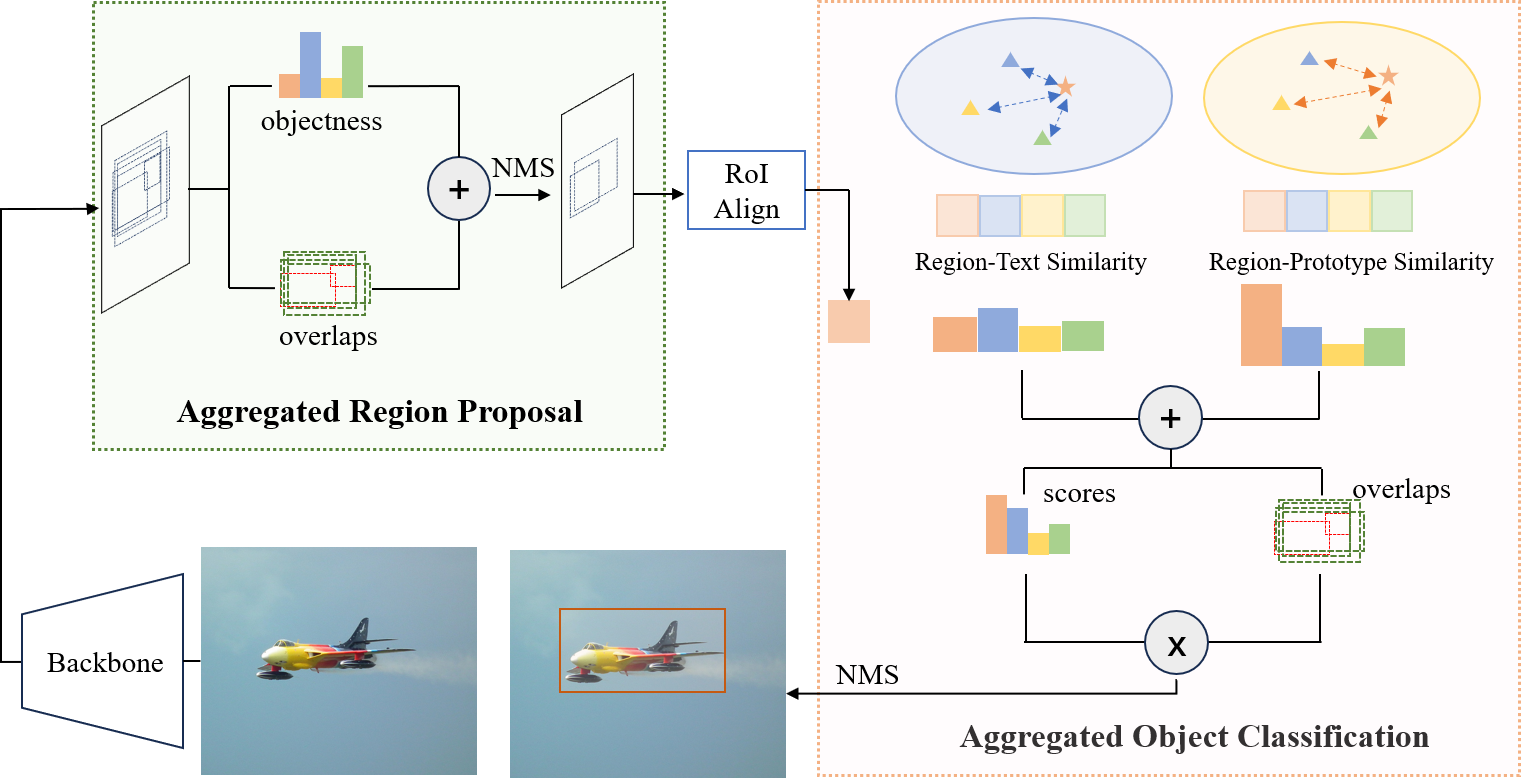 objectness
NMS
+
overlaps
Aggregated Region Proposal
RoI
Align
Region-Text Similarity
Region-Prototype Similarity
+
scores
overlaps
x
NMS
Aggregated Object Classification
Backbone